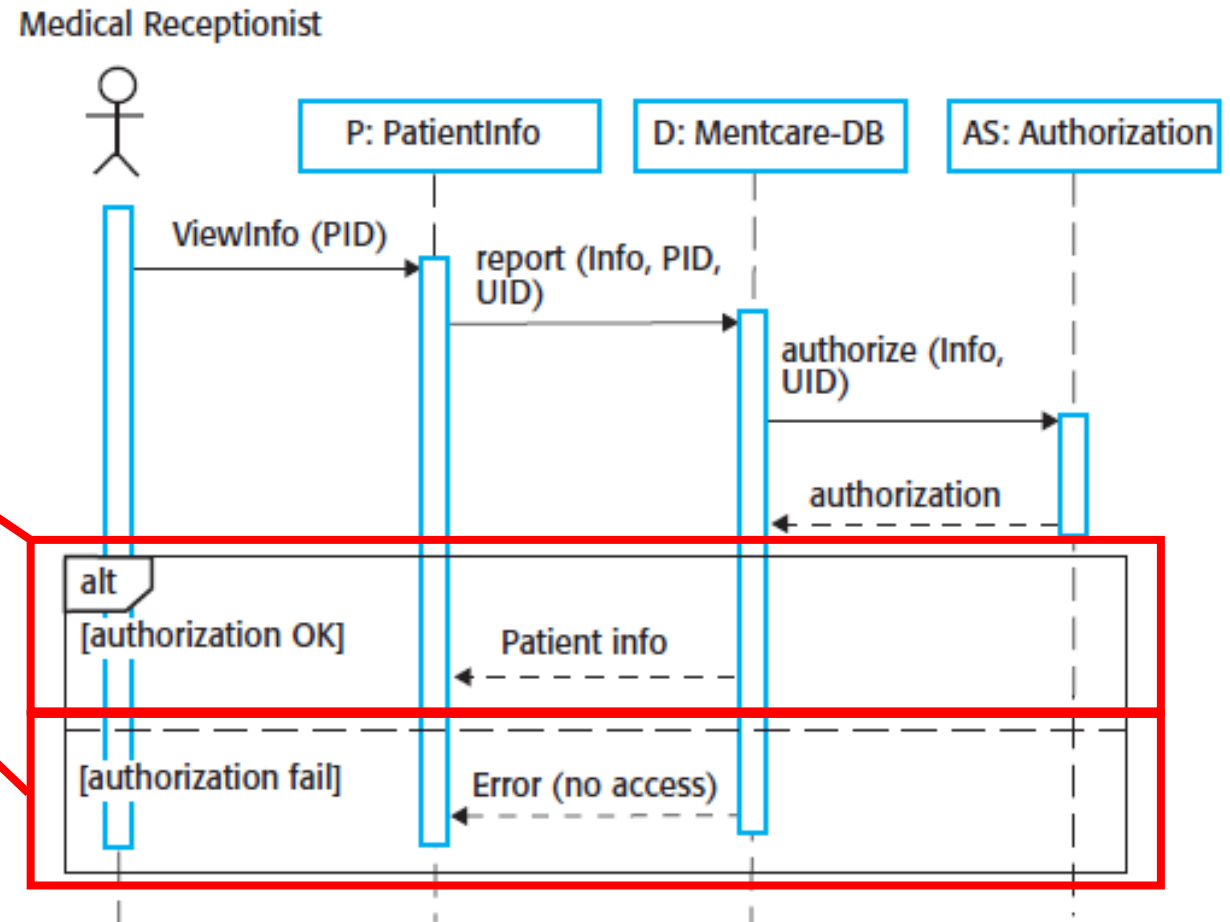 Medical Receptionist
P: PatientInfo
D: Mentcare-DB
AS: Authorization
ViewInfo (PID)
report (Info, PID,
UID)
authorize (Info,
UID)
authorization
alt
[authorization OK]
Patient info
[authorization fail]
Error (no access)